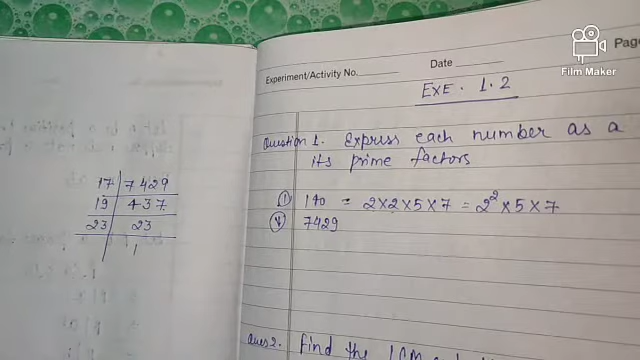 17 | 7429
19 | 437
23 | 23
1
Film Maker
Page
Experiment/Activity No.
Date
EXE. 1.2
Question 1. Express each number as a
its prime factors
(i) 140 = 2×2×5×7 = 2²×5×7
(v) 7429
Ques 2. find the LCM